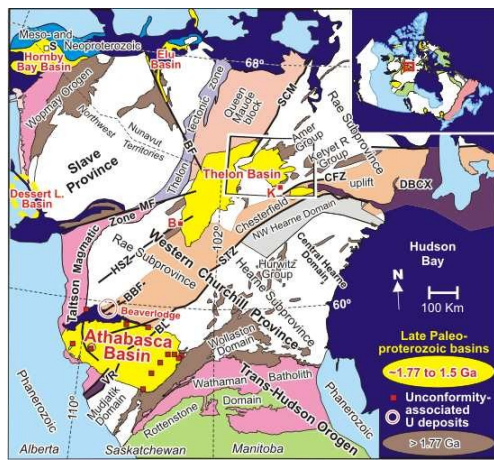 Meso- and
Neoproterozoic
S
Hornby
Bay Basin
Elu
Basin
68°
Wopmay Orogen
Tectonic zone
Thelon
Queen
Maude
block
ScM
Rae Subprovince
Nunavut
Northwest
Territories
BF
Slave
Province
Amer
Group
Ketyet R.
Group
Thelon Basin
K
CFZ
uplift
DBCX
Dessert L.
Basin
MF
B
102°
Chesterfield
NW Hearne Domain
Taltson Magmatic Zone
Rae Subprovince
HSZ
STZ
Western Churchill Province
Central Hearne
Domain
Hurwitz
Group
Hearne Subprovince
Hudson
Bay
N
100 Km
60°
BBF
Beaverlodge
BL
Athabasca
Basin
Wollaston
Domain
VR
Mudjatik
Domain
Wathaman Batholith
Trans-Hudson Orogen
Rottenstone Domain
Phanerozoic
Phanerozoic
110°
Alberta
Saskatchewan
Manitoba
Late Paleo-
proterozoic basins
~1.77 to 1.5 Ga
Unconformity-
associated
U deposits
> 1.77 Ga